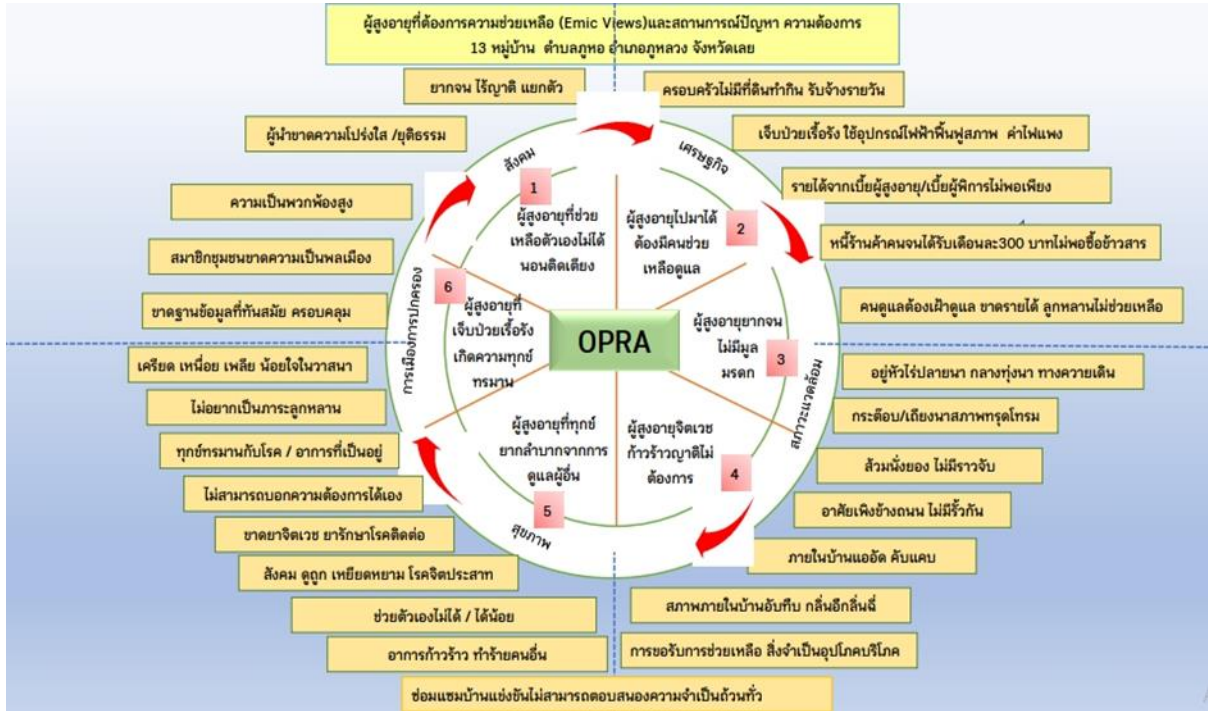 ผู้สูงอายุที่ต้องการความช่วยเหลือ (Emic Views)และสถานการณ์ปัญหา ความต้องการ
13 หมู่บ้าน ตำบลภูหอ อำเภอภูหลวง จังหวัดเลย
ยากจน ไร้ญาติ แยกตัว
ผู้นำขาดความโปร่งใส /ยุติธรรม
ความเป็นพวกพ้องสูง
สมาชิกชุมชนขาดความเป็นพลเมือง
ขาดฐานข้อมูลที่ทันสมัย ครอบคลุม
เครียด เหนื่อย เพลีย น้อยใจในวาสนา
ไม่อยากเป็นภาระลูกหลาน
ทุกข์ทรมานกับโรค / อาการที่เป็นอยู่
ไม่สามารถบอกความต้องการได้เอง
ขาดยาจิตเวช ยารักษาโรคติดต่อ
สังคม ดูถูก เหยียดหยาม โรคจิตประสาท
ช่วยตัวเองไม่ได้ / ได้น้อย
อาการก้าวร้าว ทำร้ายคนอื่น
ซ่อมแซมบ้านแข่งขันไม่สามารถตอบสนองความจำเป็นถ้วนทั่ว
ครอบครัวไม่มีที่ดินทำกิน รับจ้างรายวัน
เจ็บป่วยเรื้อรัง ใช้อุปกรณ์ไฟฟ้าฟื้นฟูสภาพ ค่าไฟแพง
รายได้จากเบี้ยผู้สูงอายุ/เบี้ยผู้พิการไม่พอเพียง
หนี้ร้านค้าคนจนได้รับเดือนละ300 บาทไม่พอซื้อข้าวสาร
คนดูแลต้องเฝ้าดูแล ขาดรายได้ ลูกหลานไม่ช่วยเหลือ
อยู่หัวไร่ปลายนา กลางทุ่งนา ทางควายเดิน
กระต๊อบ/เถียงนาสภาพทรุดโทรม
ส้วมนั่งยอง ไม่มีราวจับ
อาศัยเพิงข้างถนน ไม่มีรั้วกัน
ภายในบ้านแออัด คับแคบ
สภาพภายในบ้านอับทึบ กลิ่นอึกลิ่นฉี่
การขอรับการช่วยเหลือ สิ่งจำเป็นอุปโภคบริโภค
สังคม
เศรษฐกิจ
สภาวะแวดล้อม
สุขภาพ
การเมืองการปกครอง
1
ผู้สูงอายุที่ช่วย
เหลือตัวเองไม่ได้
นอนติดเตียง
2
ผู้สูงอายุไปมาได้
ต้องมีคนช่วย
เหลือดูแล
3
ผู้สูงอายุยากจน
ไม่มีมูล
มรดก
4
ผู้สูงอายุจิตเวช
ก้าวร้าวญาติไม่
ต้องการ
5
ผู้สูงอายุที่ทุกข์
ยากลำบากจากการ
ดูแลผู้อื่น
6
ผู้สูงอายุที่
เจ็บป่วยเรื้อรัง
เกิดความทุกข์
ทรมาน
OPRA